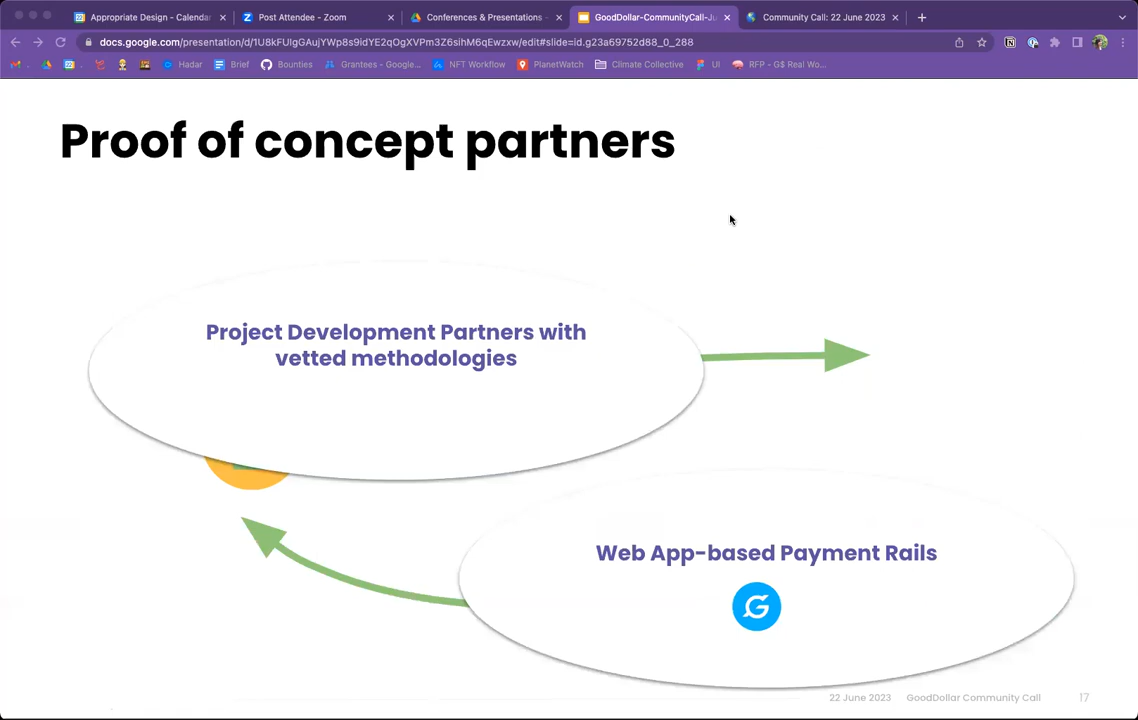 Appropriate Design - Calendar
Post Attendee - Zoom
Conferences & Presentations -
GoodDollar-CommunityCall-Ju
Community Call: 22 June 2023
docs.google.com/presentation/d/1U8kFUlgGAujYWp8s9idYE2qOgXVPm3Z6sihM6qEwzxw/edit#slide=id.g23a69752d88_0_288
Hadar
Brief
Bounties
Grantees - Google...
NFT Workflow
PlanetWatch
Climate Collective
UI
RFP - G$ Real Wo...
Proof of concept partners
Project Development Partners with
vetted methodologies
Web App-based Payment Rails
22 June 2023 GoodDollar Community Call 17